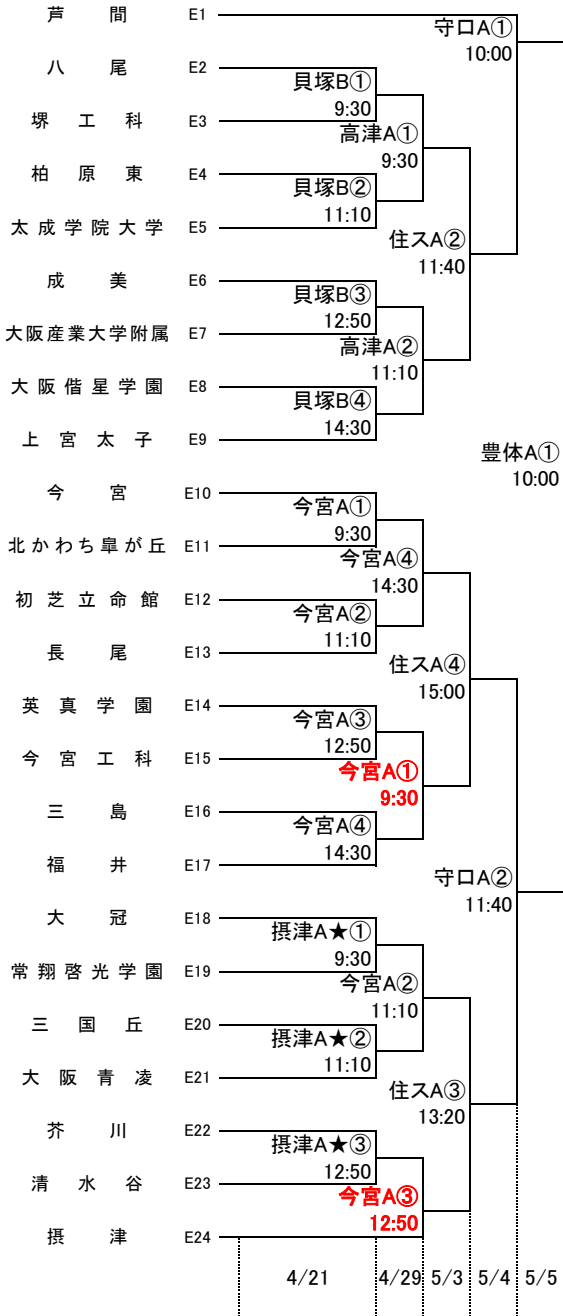 芦間 E1
守口A①
10:00
八尾 E2
貝塚B①
9:30
堺工科 E3
高津A①
9:30
柏原東 E4
貝塚B②
11:10
太成学院大学 E5
住スA②
11:40
成美 E6
貝塚B③
12:50
大阪産業大学附属 E7
高津A②
11:10
大阪偕星学園 E8
貝塚B④
14:30
上宮太子 E9
豊体A①
10:00
今宮 E10
今宮A①
9:30
北かわち皐が丘 E11
今宮A④
14:30
初芝立命館 E12
今宮A②
11:10
長尾 E13
住スA④
15:00
英真学園 E14
今宮A③
12:50
今宮工科 E15
今宮A①
9:30
三島 E16
今宮A④
14:30
福井 E17
守口A②
11:40
大冠 E18
摂津A★①
9:30
常翔啓光学園 E19
今宮A②
11:10
三国丘 E20
摂津A★②
11:10
大阪青凌 E21
住スA③
13:20
芥川 E22
摂津A★③
12:50
清水谷 E23
今宮A③
12:50
摂津 E24
4/21 4/29 5/3 5/4 5/5